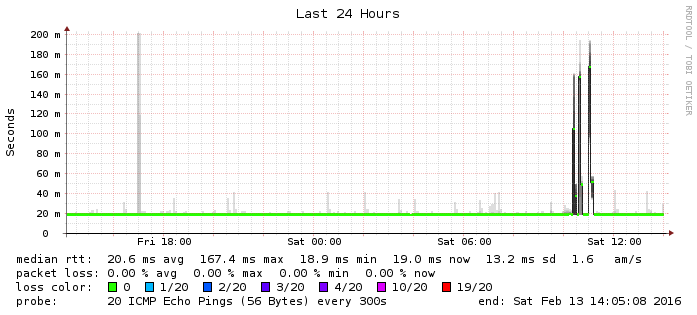 Last 24 Hours
RRDTOOL / TOBI OETIKER
Seconds
200 m
180 m
160 m
140 m
120 m
100 m
80 m
60 m
40 m
20 m
0
Fri 18:00 Sat 00:00 Sat 06:00 Sat 12:00
median rtt: 20.6 ms avg 167.4 ms max 18.9 ms min 19.0 ms now 13.2 ms sd 1.6 am/s
packet loss: 0.00 % avg 0.00 % max 0.00 % min 0.00 % now
loss color: 0 1/20 2/20 3/20 4/20 10/20 19/20
probe: 20 ICMP Echo Pings (56 Bytes) every 300s end: Sat Feb 13 14:05:08 2016